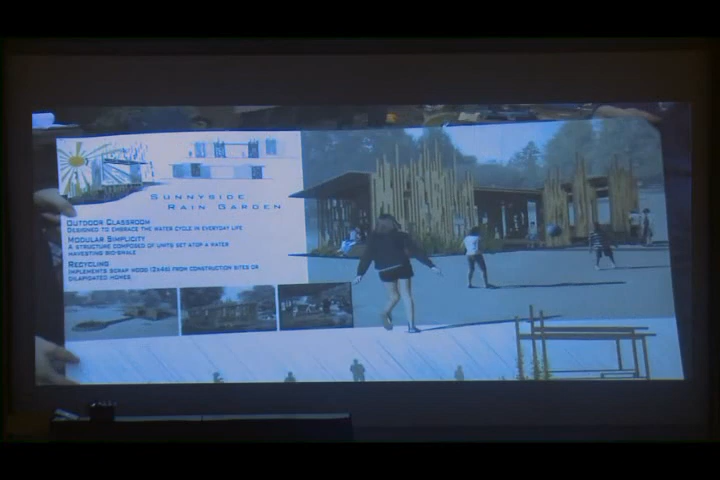 Sunnyside
Rain Garden
Outdoor Classroom
Designed to embrace the water cycle in everyday life
Modular Simplicity
A structure composed of units set atop a water
havesting bio-swale
Recycling
Implements scrap wood (2x4s) from construction sites or
dilapidated homes